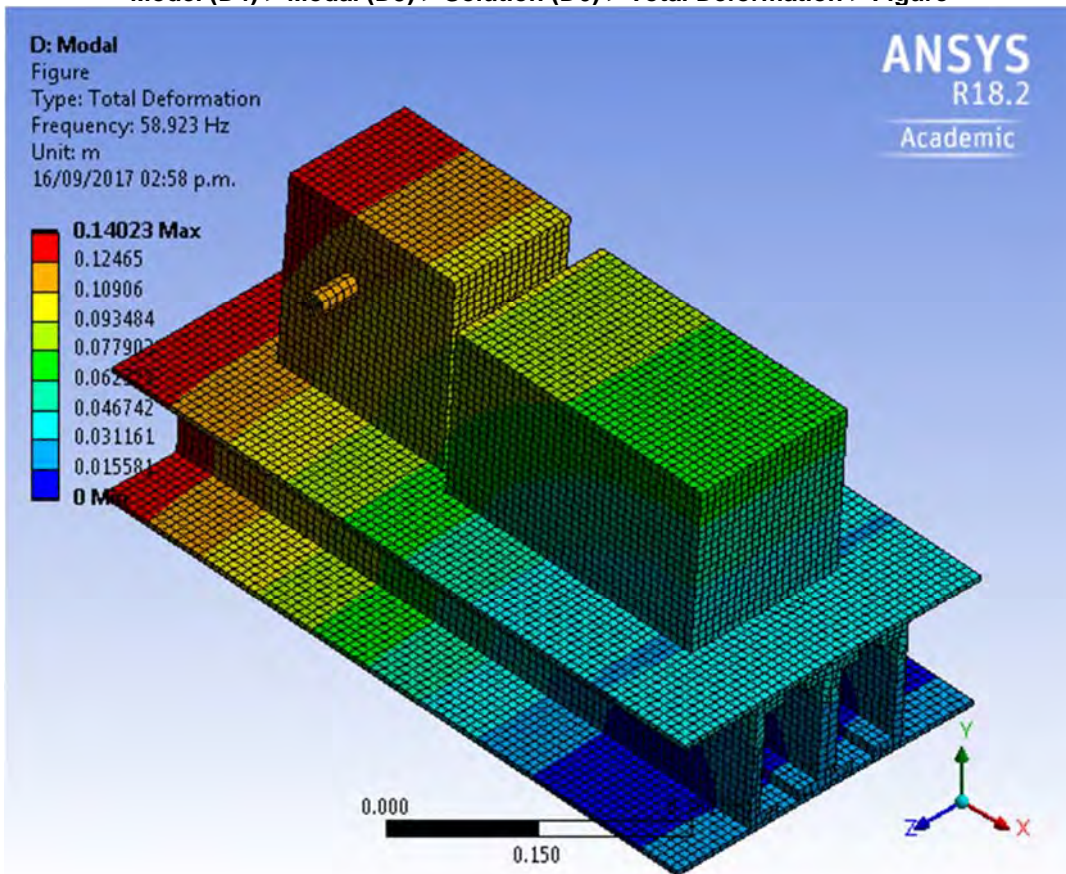 D: Modal
Figure
Type: Total Deformation
Frequency: 58.923 Hz
Unit: m
16/09/2017 02:58 p.m.
ANSYS
R18.2
Academic
0.14023 Max
0.12465
0.10906
0.093484
0.046742
0.031161
0.015581
0.000
0.150
Y
Z
X